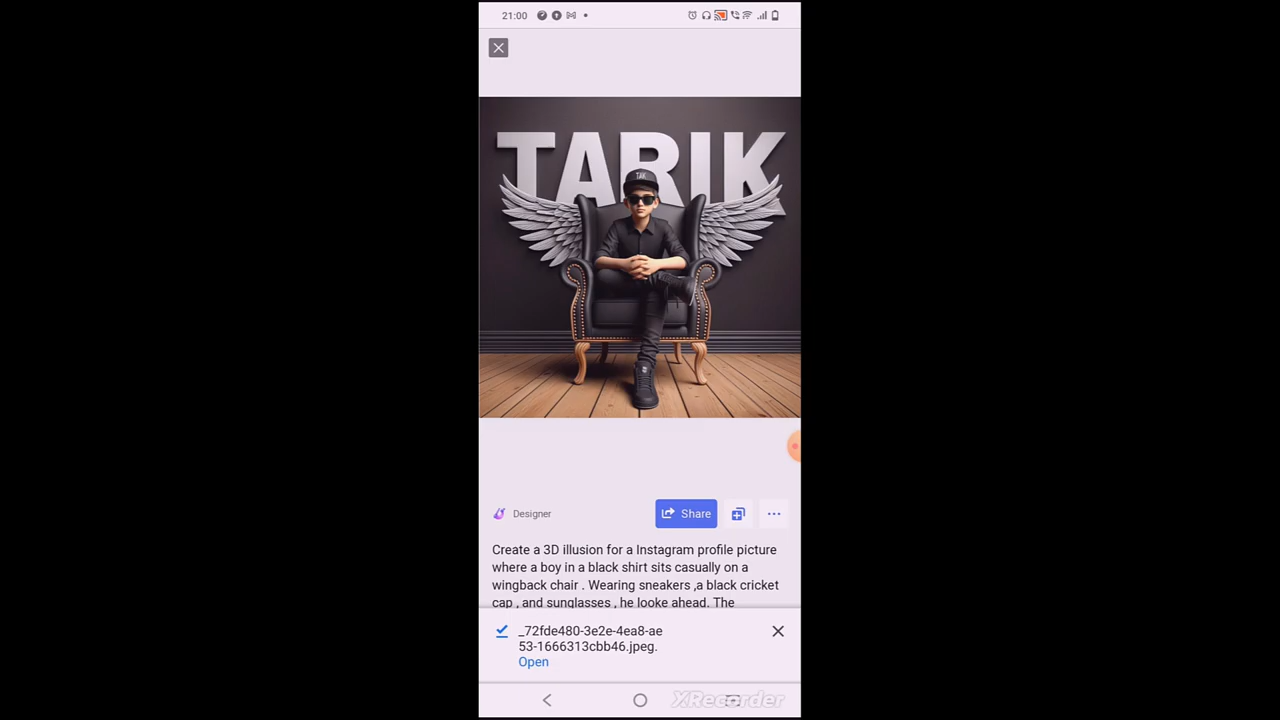 21:00
TARIK
TAK
Designer
Share
Create a 3D illusion for a Instagram profile picture
where a boy in a black shirt sits casually on a
wingback chair . Wearing sneakers ,a black cricket
cap , and sunglasses , he looke ahead. The
_72fde480-3e2e-4ea8-ae
53-1666313cbb46.jpeg.
Open
XRecorder